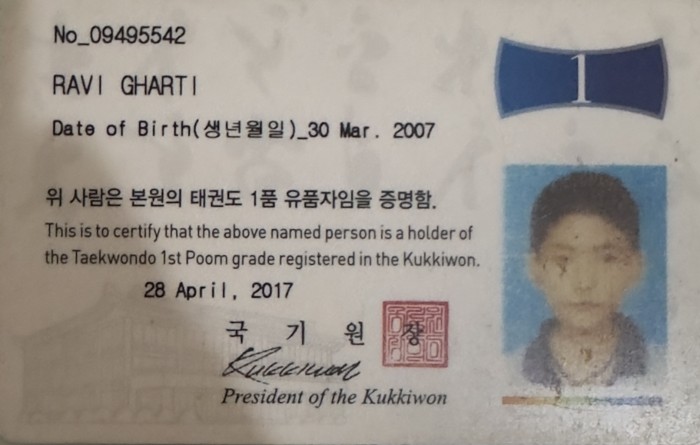 No_09495542
1
RAVI GHARTI
Date of Birth(생년월일)_30 Mar. 2007
위 사람은 본원의 태권도 1품 유품자임을 증명함.
This is to certify that the above named person is a holder of
the Taekwondo 1st Poom grade registered in the Kukkiwon.
28 April, 2017
국 기 원 장
Kukkiwon
President of the Kukkiwon